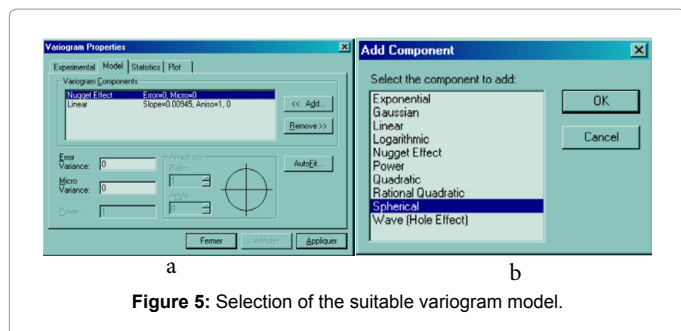 Variogram Properties
Experimental Model Statistics Plot
Variogram Components
Nugget Effect Error=0, Micro=0
Linear Slope=0.00945, Aniso=1, 0
<< Add...
Remove >>
Error Variance: 0
Micro Variance: 0
Power: 1
Anisotropy
Ratio:
1
Angle:
0
AutoFit...
Fermer Annuler Appliquer
a
Add Component
Select the component to add:
Exponential
Gaussian
Linear
Logarithmic
Nugget Effect
Power
Quadratic
Rational Quadratic
Spherical
Wave (Hole Effect)
OK
Cancel
b
Figure 5: Selection of the suitable variogram model.